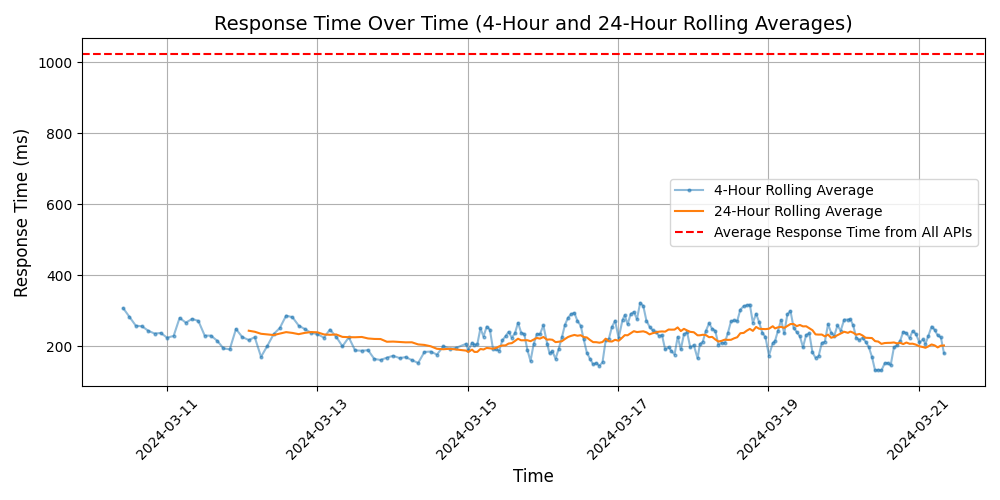 Response Time Over Time (4-Hour and 24-Hour Rolling Averages)
Response Time (ms)
1000
800
600
400
200
4-Hour Rolling Average
24-Hour Rolling Average
Average Response Time from All APIs
2024-03-11
2024-03-13
2024-03-15
2024-03-17
2024-03-19
2024-03-21
Time